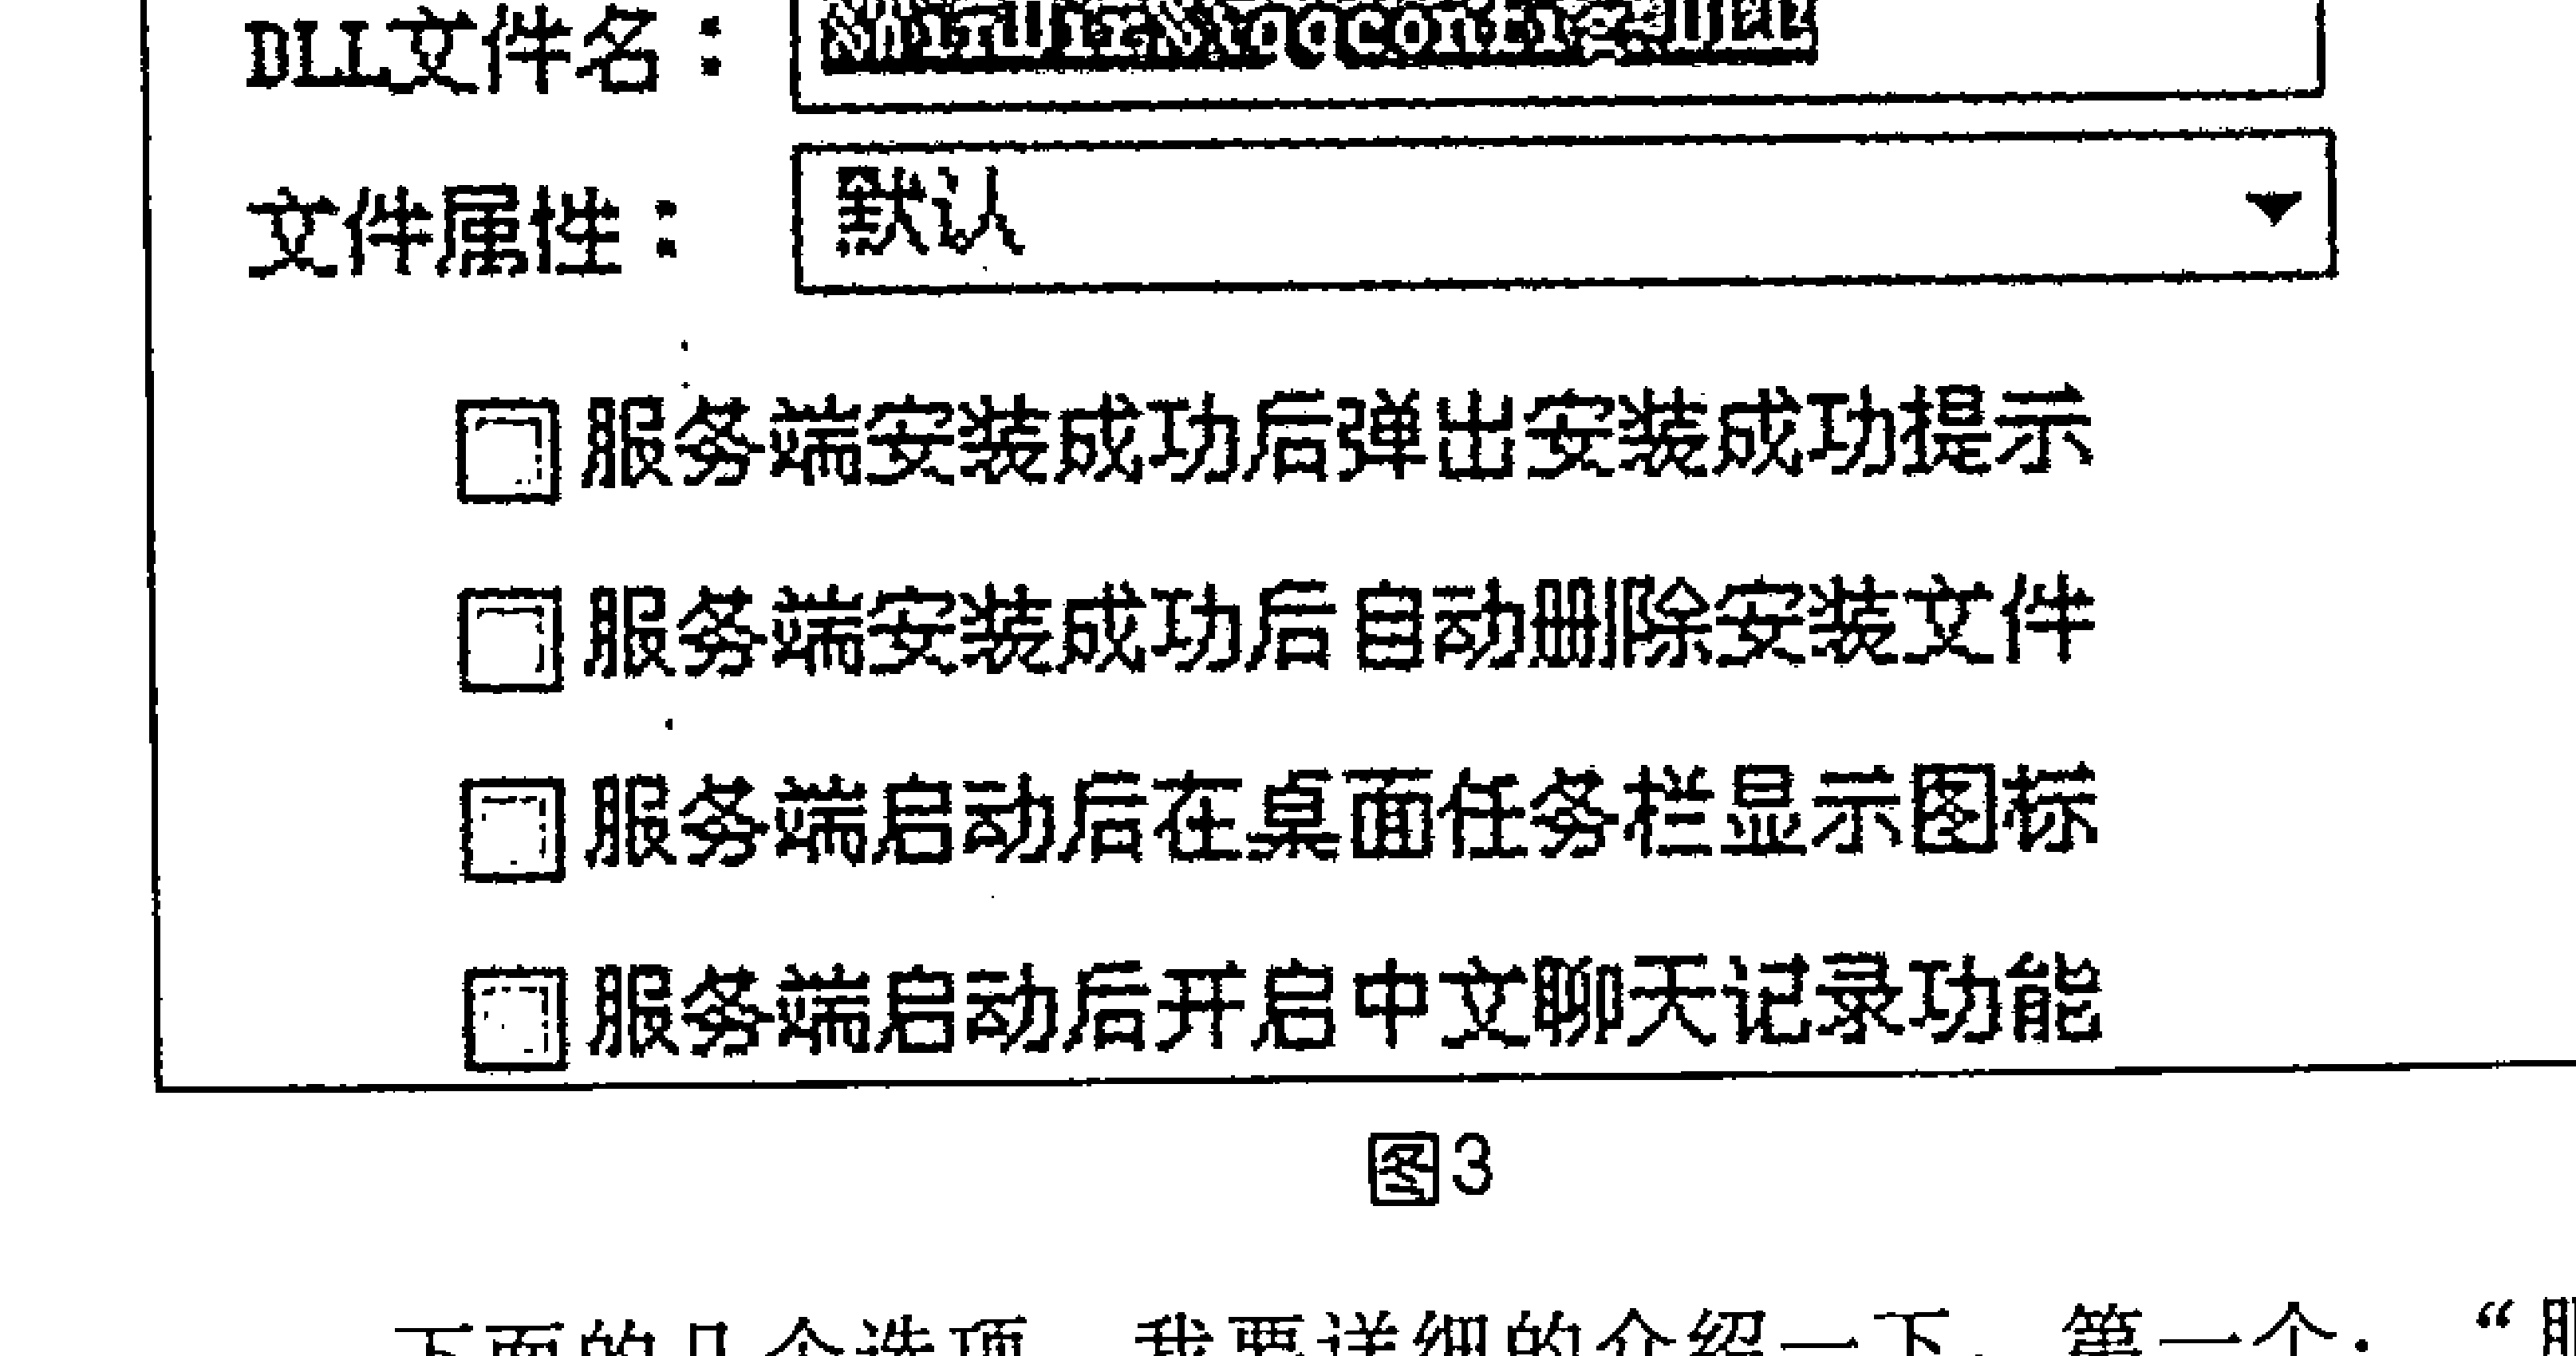 DLL文件名：
文件属性： 默认
服务端安装成功后弹出安装成功提示
服务端安装成功后自动删除安装文件
服务端启动后在桌面任务栏显示图标
服务端启动后开启中文聊天记录功能
图3
下面的几个选项，我要详细的介绍一下，第一个：“服